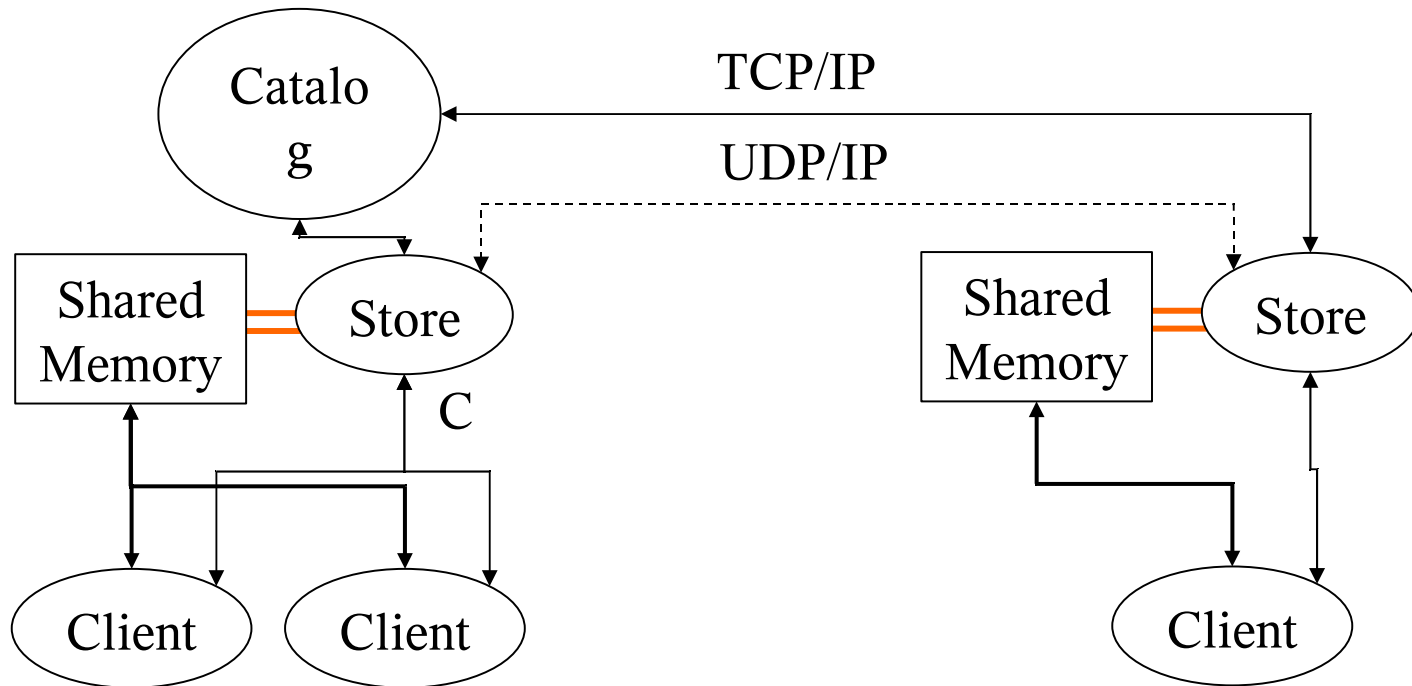 Catalo
g
TCP/IP
UDP/IP
Shared
Memory
Store
Shared
Memory
Store
C
Client
Client
Client